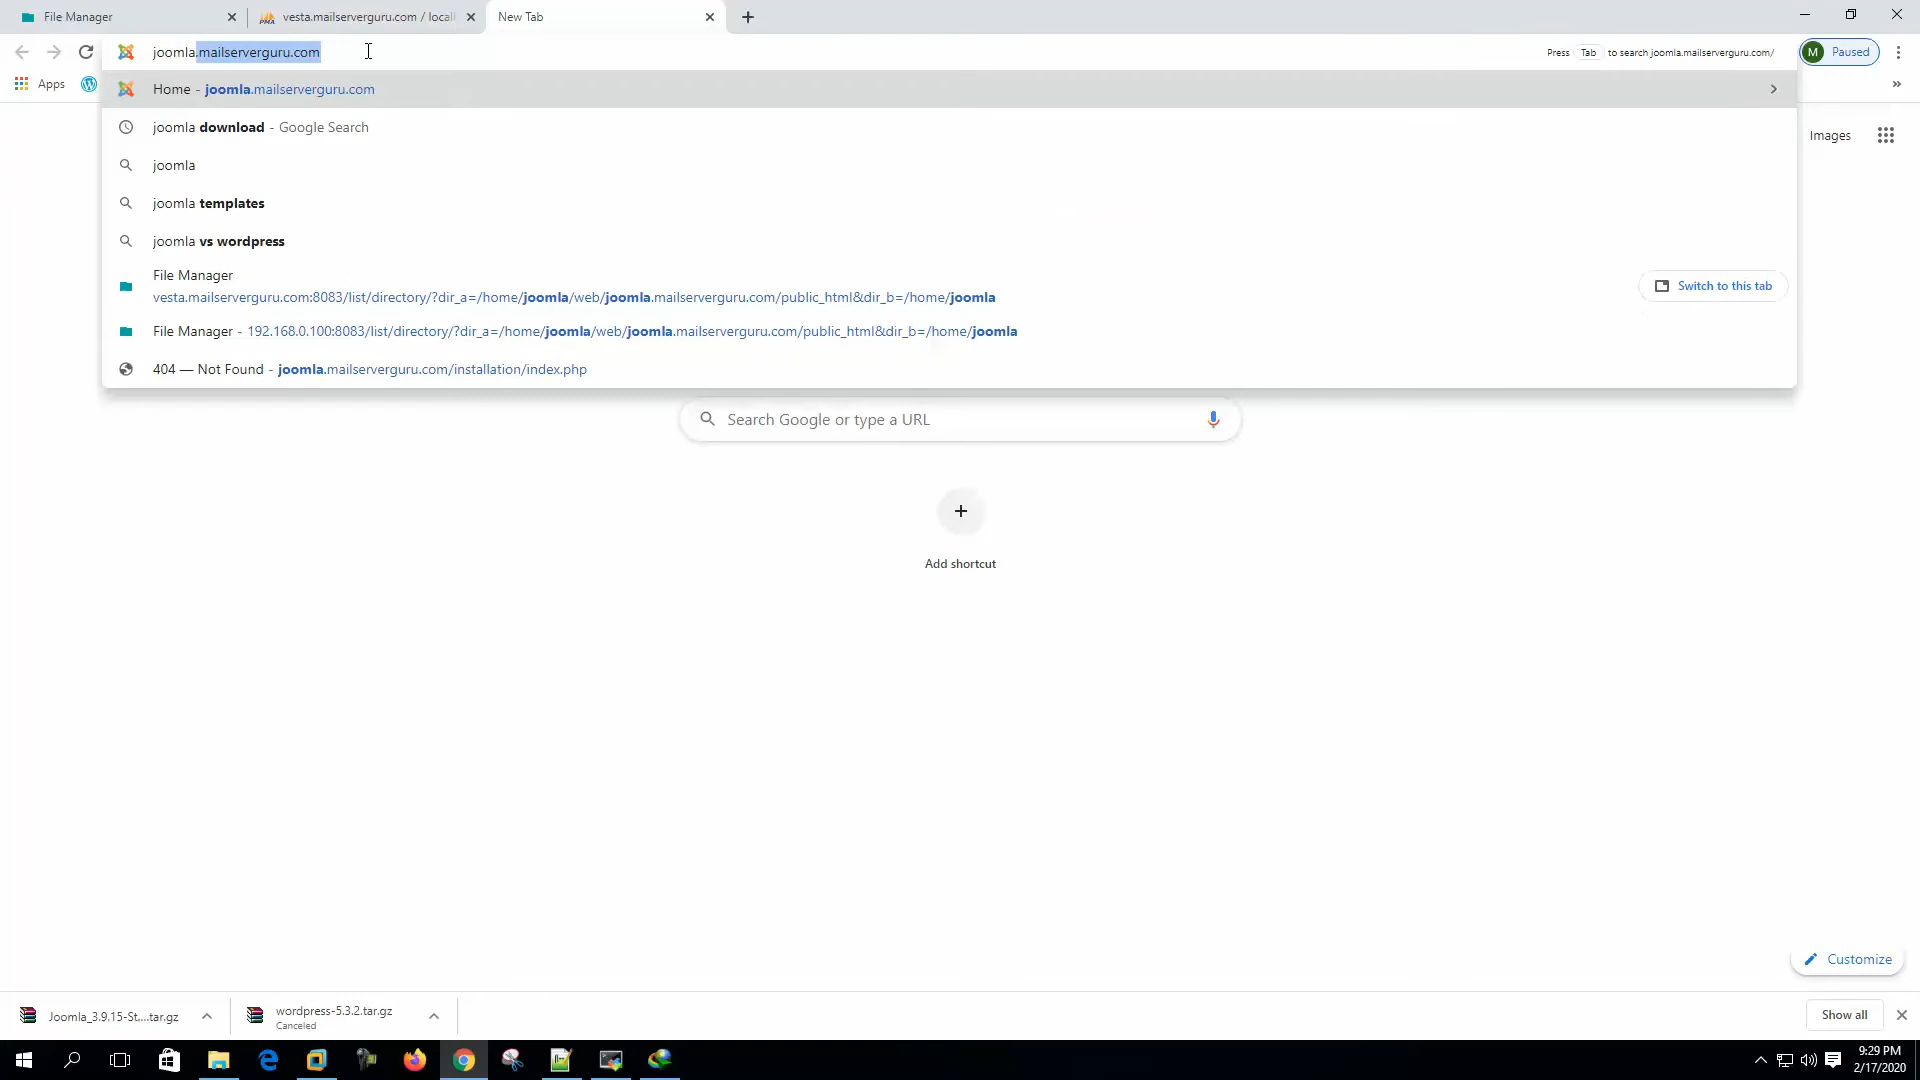 File Manager
PMA vesta.mailserverguru.com / locall
New Tab
joomla.mailserverguru.com
Press Tab to search joomla.mailserverguru.com/
M Paused
Apps
Home - joomla.mailserverguru.com
joomla download - Google Search
Images
joomla
joomla templates
joomla vs wordpress
File Manager
vesta.mailserverguru.com:8083/list/directory/?dir_a=/home/joomla/web/joomla.mailserverguru.com/public_html&dir_b=/home/joomla
Switch to this tab
File Manager - 192.168.0.100:8083/list/directory/?dir_a=/home/joomla/web/joomla.mailserverguru.com/public_html&dir_b=/home/joomla
404 — Not Found - joomla.mailserverguru.com/installation/index.php
Search Google or type a URL
Add shortcut
Customize
Joomla_3.9.15-St....tar.gz
wordpress-5.3.2.tar.gz
Canceled
Show all
9:29 PM
2/17/2020